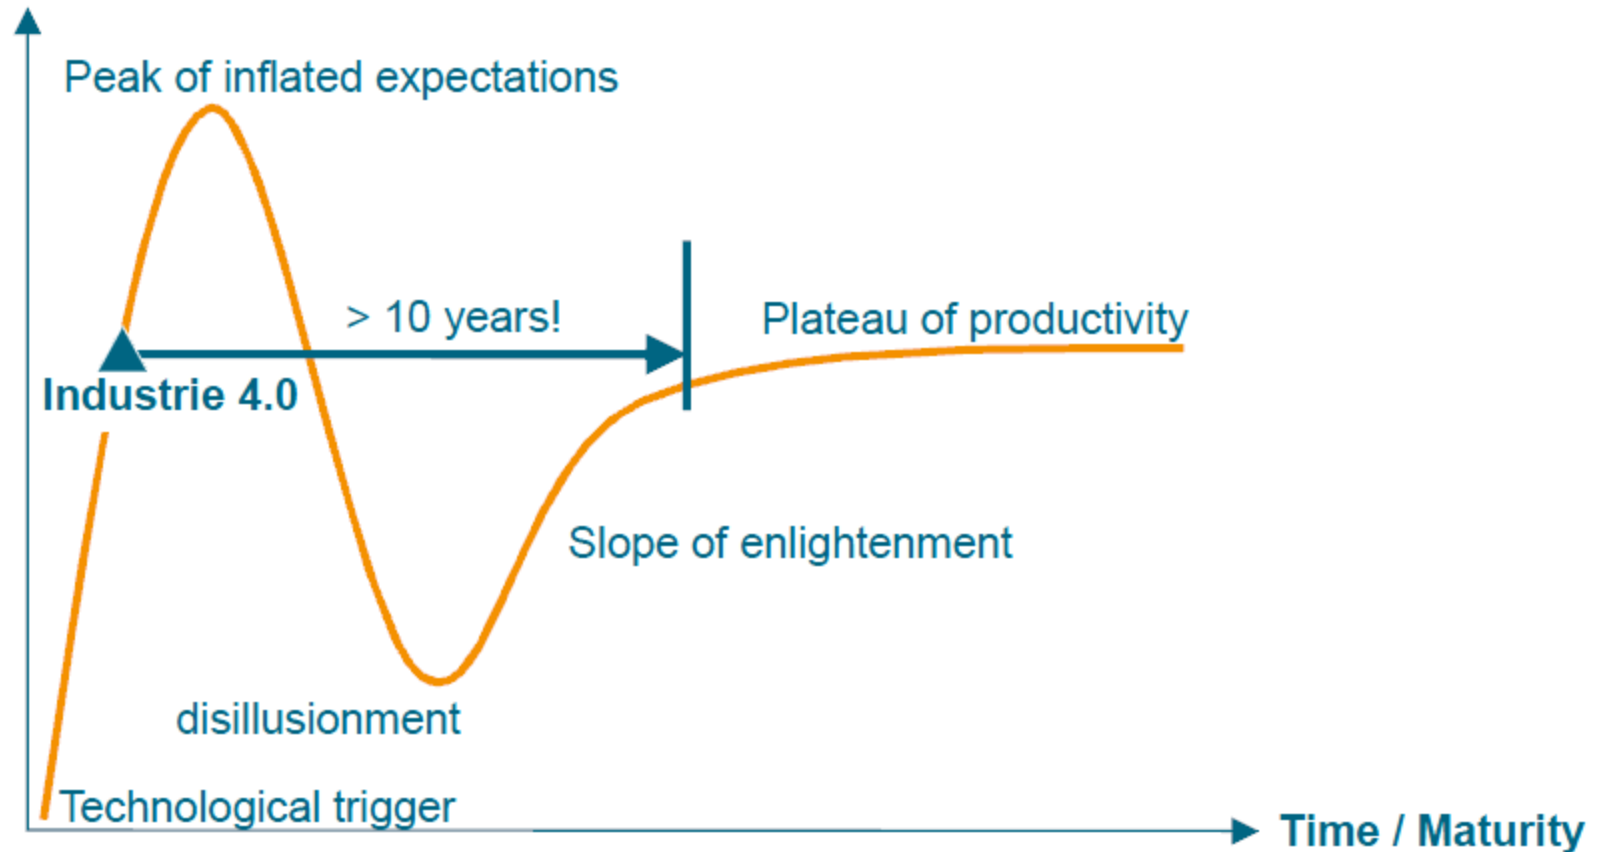 Peak of inflated expectations
> 10 years!
Plateau of productivity
Industrie 4.0
Slope of enlightenment
disillusionment
Technological trigger
Time / Maturity